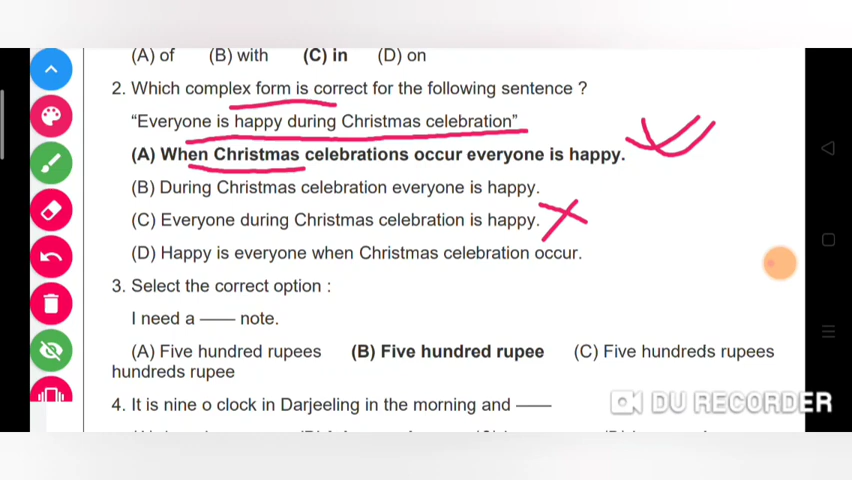 (A) of (B) with (C) in (D) on
2. Which complex form is correct for the following sentence ?
“Everyone is happy during Christmas celebration”
(A) When Christmas celebrations occur everyone is happy.
(B) During Christmas celebration everyone is happy.
(C) Everyone during Christmas celebration is happy.
(D) Happy is everyone when Christmas celebration occur.
3. Select the correct option :
I need a —— note.
(A) Five hundred rupees (B) Five hundred rupee (C) Five hundreds rupees
hundreds rupee
4. It is nine o clock in Darjeeling in the morning and ——
DU RECORDER